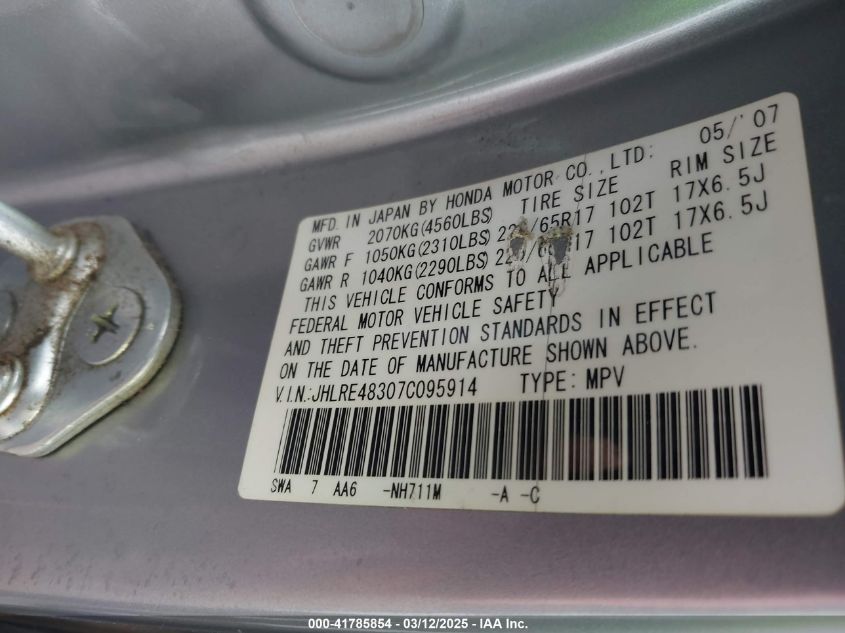 MFD. IN JAPAN BY HONDA MOTOR CO.,LTD: 05/'07
GVWR 2070KG(4560LBS) TIRE SIZE RIM SIZE
GAWR F 1050KG(2310LBS) /65R17 102T 17X6.5J
GAWR R 1040KG(2290LBS) 102T 17X6.5J
THIS VEHICLE CONFORMS TO ALL APPLICABLE
FEDERAL MOTOR VEHICLE SAFETY
AND THEFT PREVENTION STANDARDS IN EFFECT
ON THE DATE OF MANUFACTURE SHOWN ABOVE.
V.I.N.:JHLRE48307C095914 TYPE: MPV
SWA 7 AA6 -NH711M -A -C
000-41785854 - 03/12/2025 - IAA Inc.